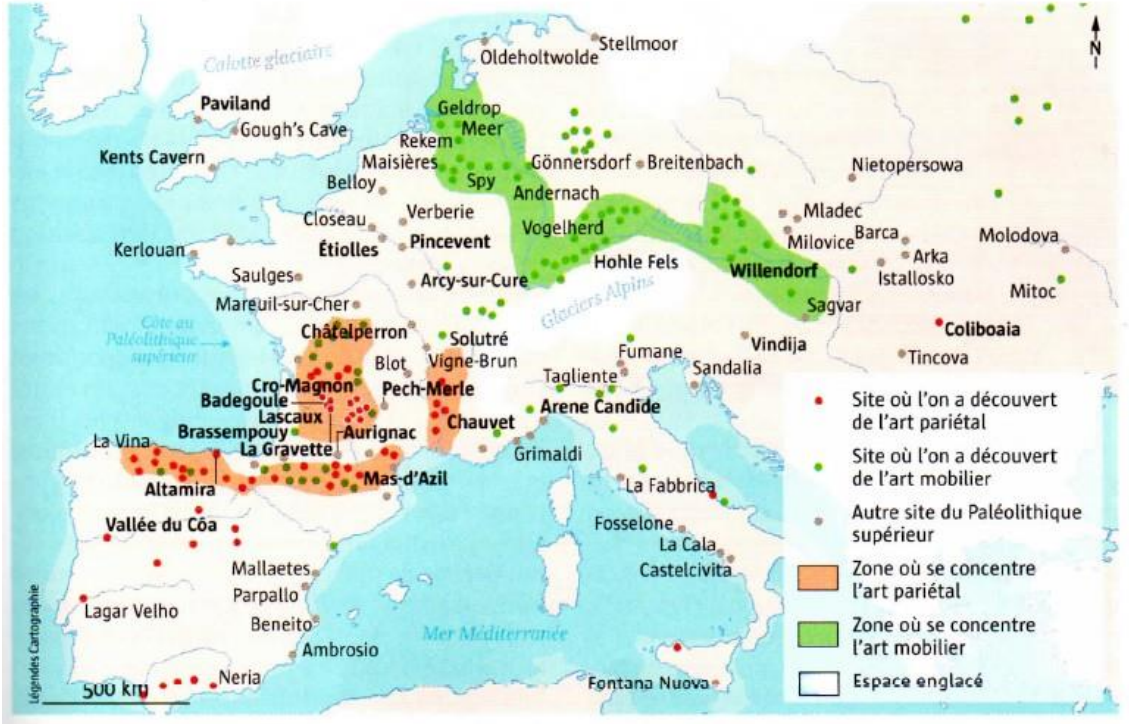 Calotte glaciaire
Stellmoor
Oldeholtwolde
N
Paviland
Gough's Cave
Kents Cavern
Geldrop
Meer
Rekem
Maisières
Spy
Gönnersdorf
Breitenbach
Andernach
Nietopersowa
Belloy
Closeau
Verberie
Étiolles
Pincevent
Vogelherd
Mladec
Milovice
Barca
Arka
Istallosko
Molodova
Kerlouan
Hohle Fels
Willendorf
Saulges
Arcy-sur-Cure
Sagvar
Mitoc
Mareuil-sur-Cher
Glaciers Alpins
Côte au
Paléolithique
supérieur
Châtelperron
Solutré
Vigne-Brun
Blot
Fumane
Vindija
Coliboaia
Tincova
Sandalia
Tagliente
Cro-Magnon
Pech-Merle
Badegoule
Lascaux
Chauvet
Arene Candide
Brassempouy
Aurignac
La Gravette
La Vina
Grimaldi
Altamira
Mas-d'Azil
La Fabbrica
Vallée du Côa
Fosselone
La Cala
Castelcivita
Mallaetes
Parpallo
Lagar Velho
Beneito
Mer Méditerranée
Ambrosio
Neria
Fontana Nuova
500 km
Légendes Cartographie
Site où l'on a découvert
de l'art pariétal
Site où l'on a découvert
de l'art mobilier
Autre site du Paléolithique
supérieur
Zone où se concentre
l'art pariétal
Zone où se concentre
l'art mobilier
Espace englacé